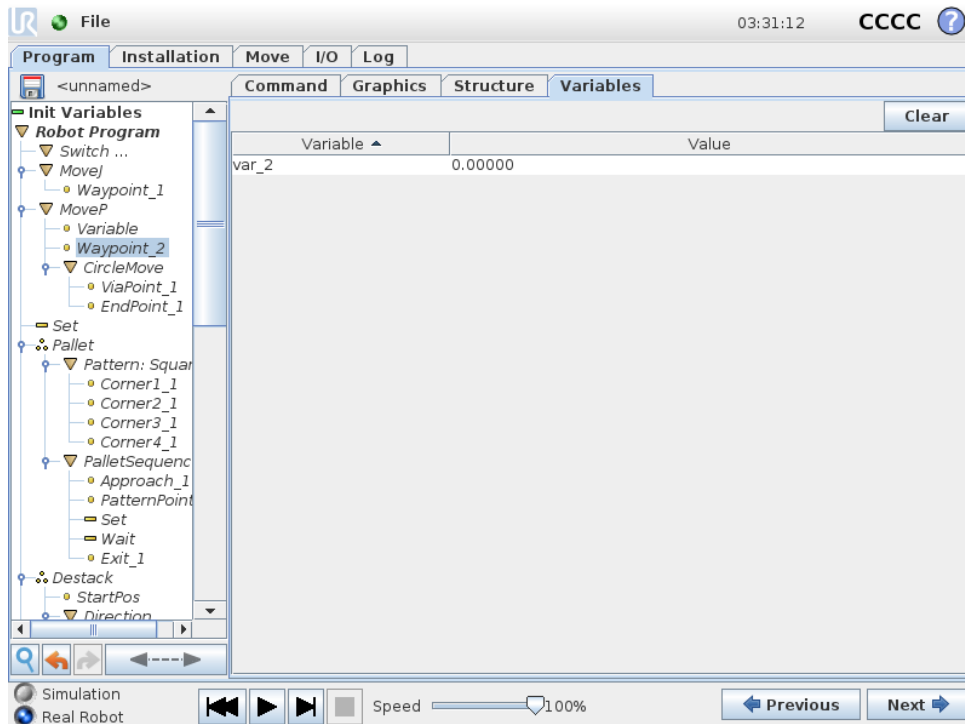 UR File 03:31:12 CCCC ?
Program Installation Move I/O Log
<unnamed> Command Graphics Structure Variables
Clear
Variable Value
var_2 0.00000
Init Variables
Robot Program
Switch ...
MoveJ
Waypoint_1
MoveP
Variable
Waypoint_2
CircleMove
ViaPoint_1
EndPoint_1
Set
Pallet
Pattern: Squar
Corner1_1
Corner2_1
Corner3_1
Corner4_1
PalletSequenc
Approach_1
PatternPoint
Set
Wait
Exit_1
Destack
StartPos
Direction
Simulation
Real Robot
Speed 100%
Previous Next